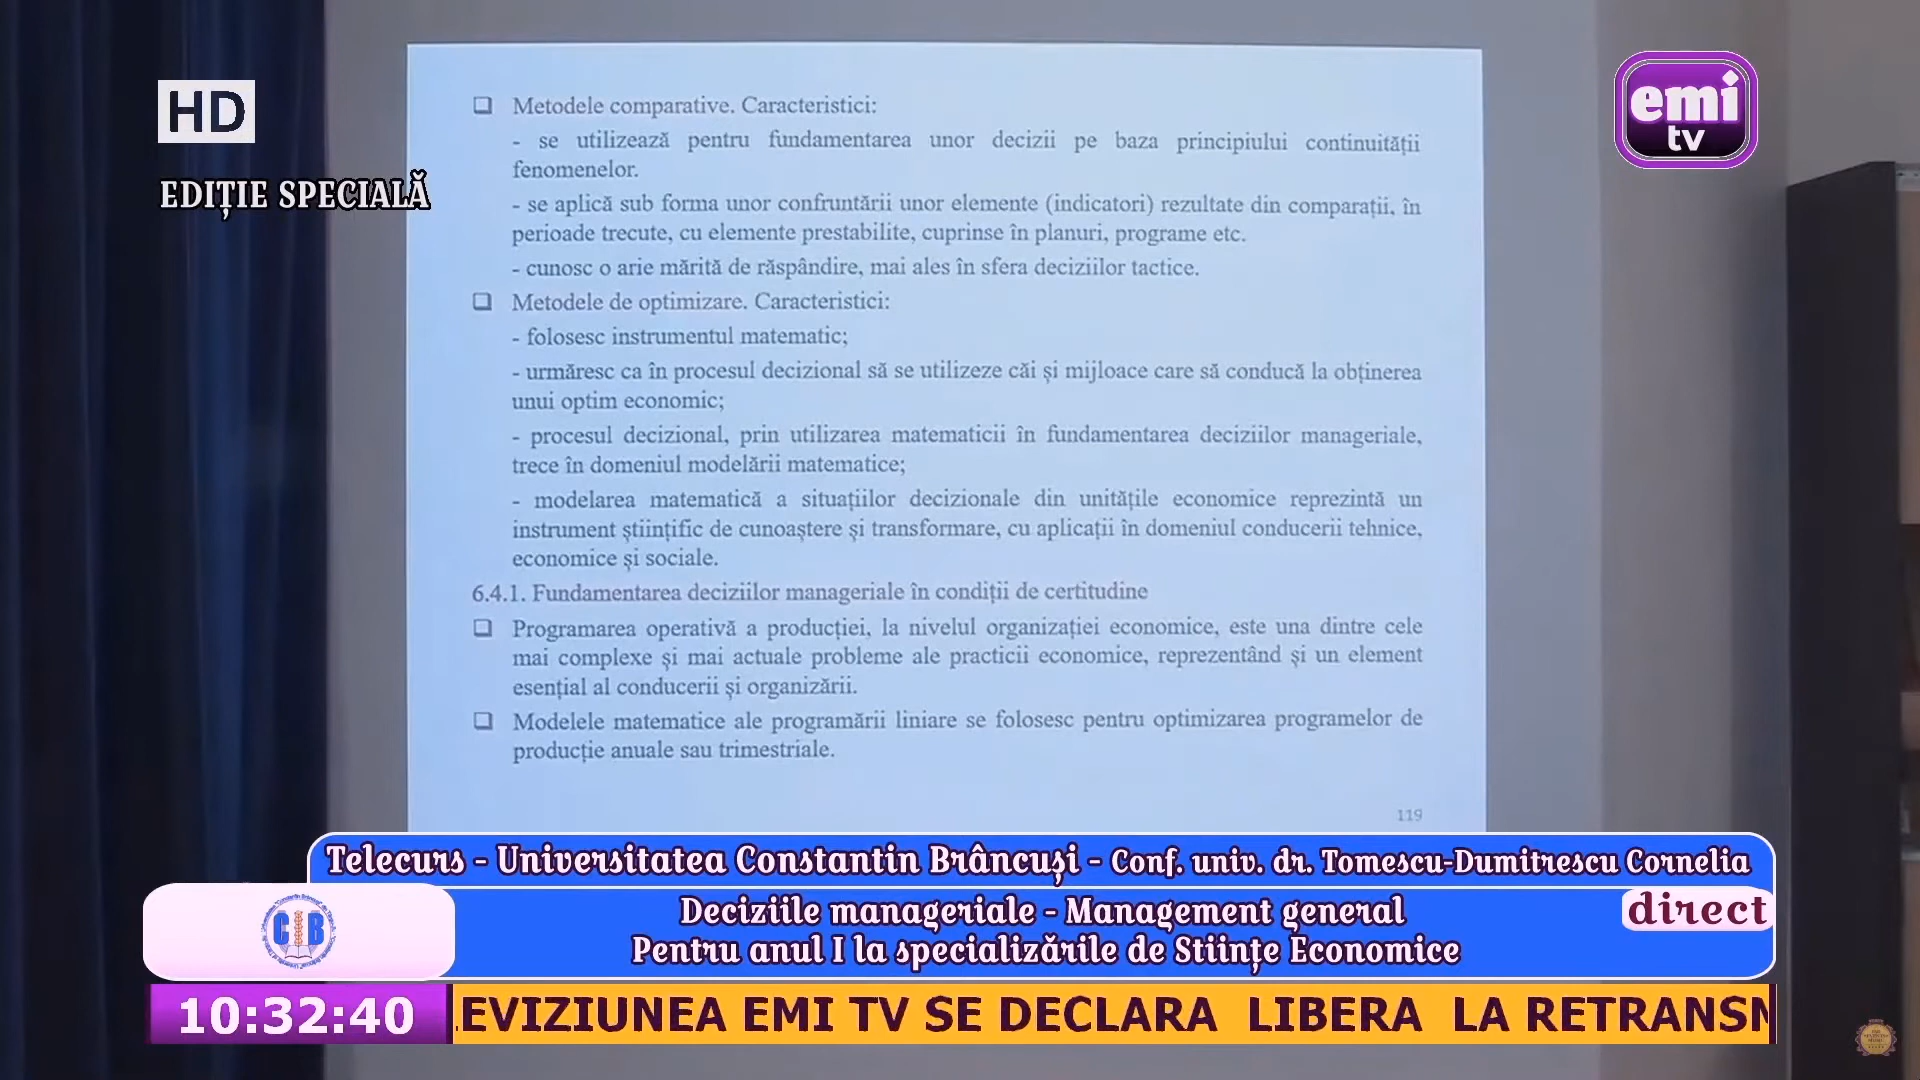 HD
EDIȚIE SPECIALĂ
emi
tv
❑ Metodele comparative. Caracteristici:
- se utilizează pentru fundamentarea unor decizii pe baza principiului continuității
fenomenelor.
- se aplică sub forma unor confruntării unor elemente (indicatori) rezultate din comparații, în
perioade trecute, cu elemente prestabilite, cuprinse în planuri, programe etc.
- cunosc o arie mărită de răspândire, mai ales în sfera deciziilor tactice.
❑ Metodele de optimizare. Caracteristici:
- folosesc instrumentul matematic;
- urmăresc ca în procesul decizional să se utilizeze căi și mijloace care să conducă la obținerea
unui optim economic;
- procesul decizional, prin utilizarea matematicii în fundamentarea deciziilor manageriale,
trece în domeniul modelării matematice;
- modelarea matematică a situațiilor decizionale din unitățile economice reprezintă un
instrument științific de cunoaștere și transformare, cu aplicații în domeniul conducerii tehnice,
economice și sociale.
6.4.1. Fundamentarea deciziilor manageriale în condiții de certitudine
❑ Programarea operativă a producției, la nivelul organizației economice, este una dintre cele
mai complexe și mai actuale probleme ale practicii economice, reprezentând și un element
esențial al conducerii și organizării.
❑ Modelele matematice ale programării liniare se folosesc pentru optimizarea programelor de
producție anuale sau trimestriale.
119
Telecurs - Universitatea Constantin Brâncuși - Conf. univ. dr. Tomescu-Dumitrescu Cornelia
Deciziile manageriale - Management general
direct
Pentru anul I la specializările de Stiințe Economice
CIB
10:32:40
EVIZIUNEA EMI TV SE DECLARA LIBERA LA RETRANSM